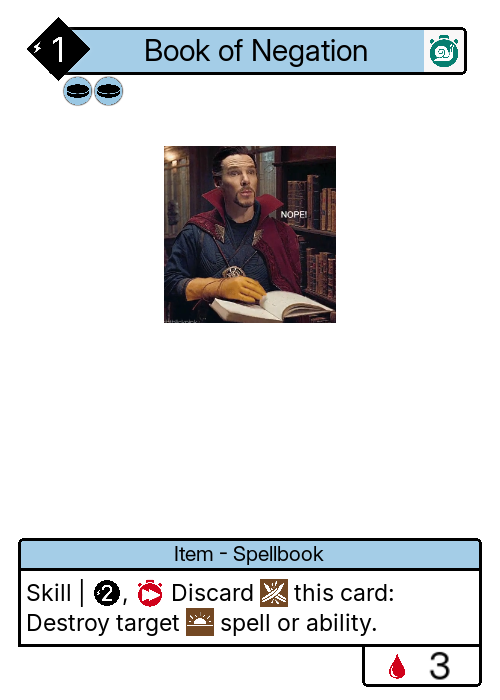 1 Book of Negation
NOPE!
Item - Spellbook
Skill | 2, Discard this card:
Destroy target spell or ability.
3